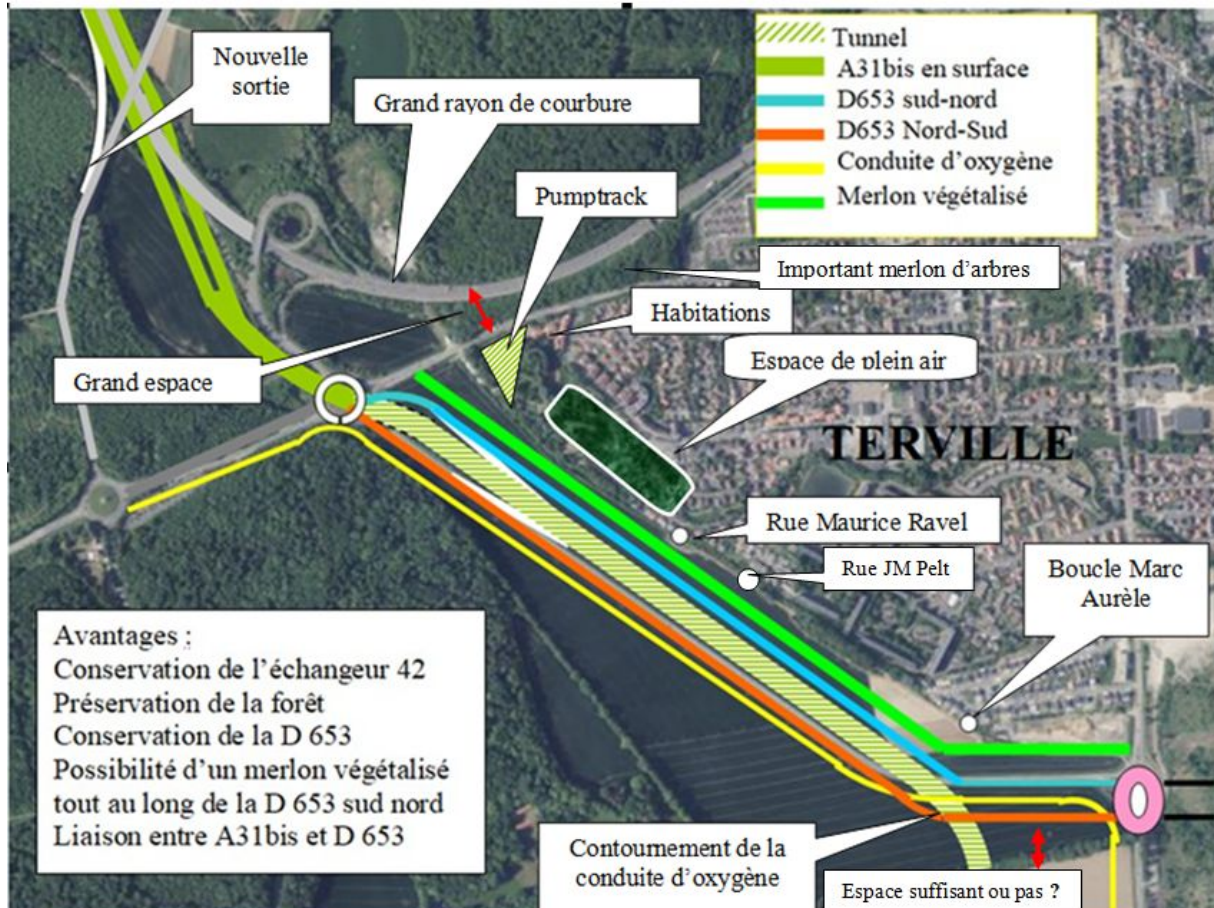 Nouvelle
sortie
Grand rayon de courbure
Pumptrack
Tunnel
A31bis en surface
D653 sud-nord
D653 Nord-Sud
Conduite d'oxygène
Merlon végétalisé
Important merlon d'arbres
Habitations
Espace de plein air
Grand espace
TERVILLE
Rue Maurice Ravel
Rue JM Pelt
Boucle Marc
Aurèle
Avantages :
Conservation de l'échangeur 42
Préservation de la forêt
Conservation de la D 653
Possibilité d'un merlon végétalisé
tout au long de la D 653 sud nord
Liaison entre A31bis et D 653
Contournement de la
conduite d'oxygène
Espace suffisant ou pas ?